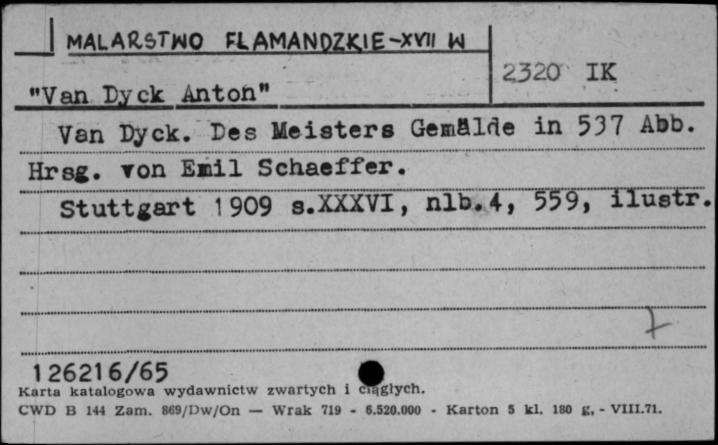 MALARSTWO FLAMANDZKIE-XVII W
2320 IK
"Van Dyck Anton"
Van Dyck. Des Meisters Gemälde in 537 Abb.
Hrsg. von Emil Schaeffer.
Stuttgart 1909 s.XXXVI, nlb.4, 559, ilustr.
126216/65
Karta katalogowa wydawnictw zwartych i ciągłych.
CWD B 144 Zam. 869/Dw/On — Wrak 719 - 6.520.000 - Karton 5 kl. 180 g, - VIII.71.